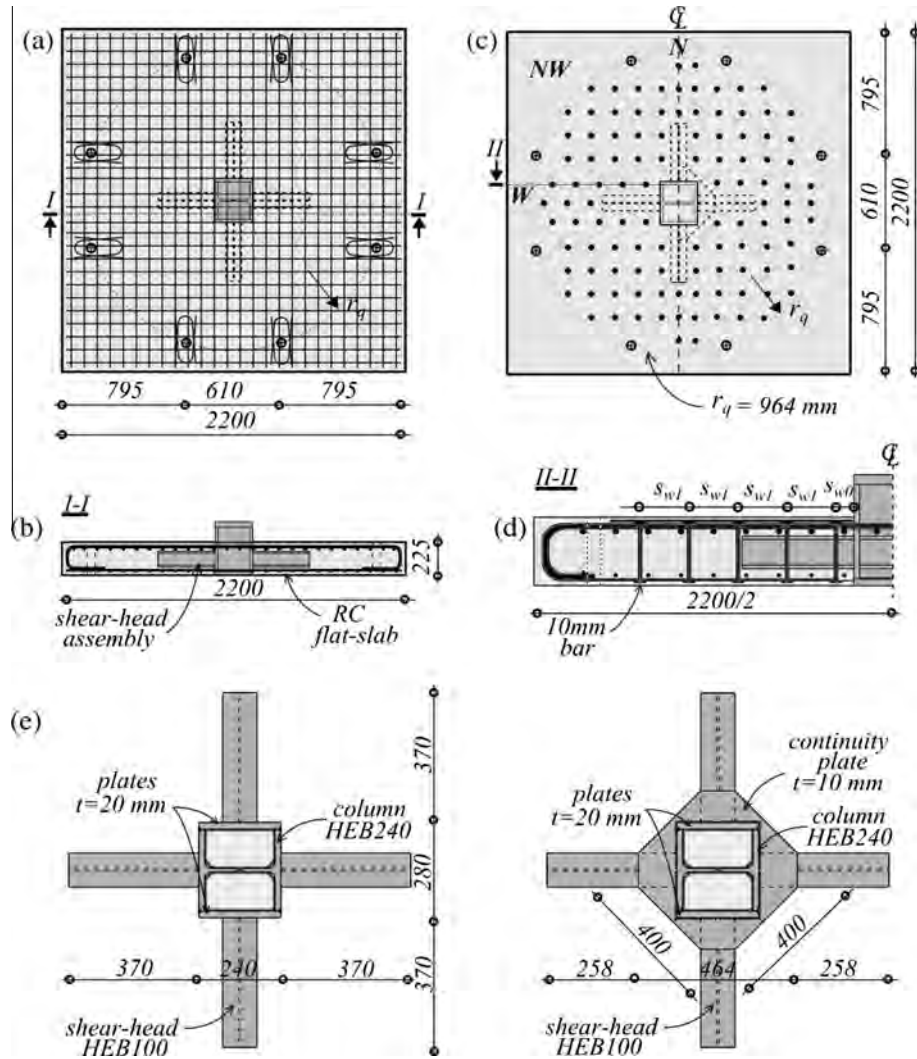 (a)
I
I
r_q
795
610
795
2200
(c)
℄
N
NW
II
W
r_q
r_q = 964 mm
795
610
795
2200
(b)
I-I
225
2200
shear-head
assembly
RC
flat-slab
(d)
II-II
℄
s_w1
s_w1
s_w1
s_w1
s_w0
2200/2
10mm
bar
(e)
plates
t=20 mm
column
HEB240
370
280
370
370
240
370
shear-head
HEB100
continuity
plate
t=10 mm
plates
t=20 mm
column
HEB240
400
400
258
464
258
shear-head
HEB100